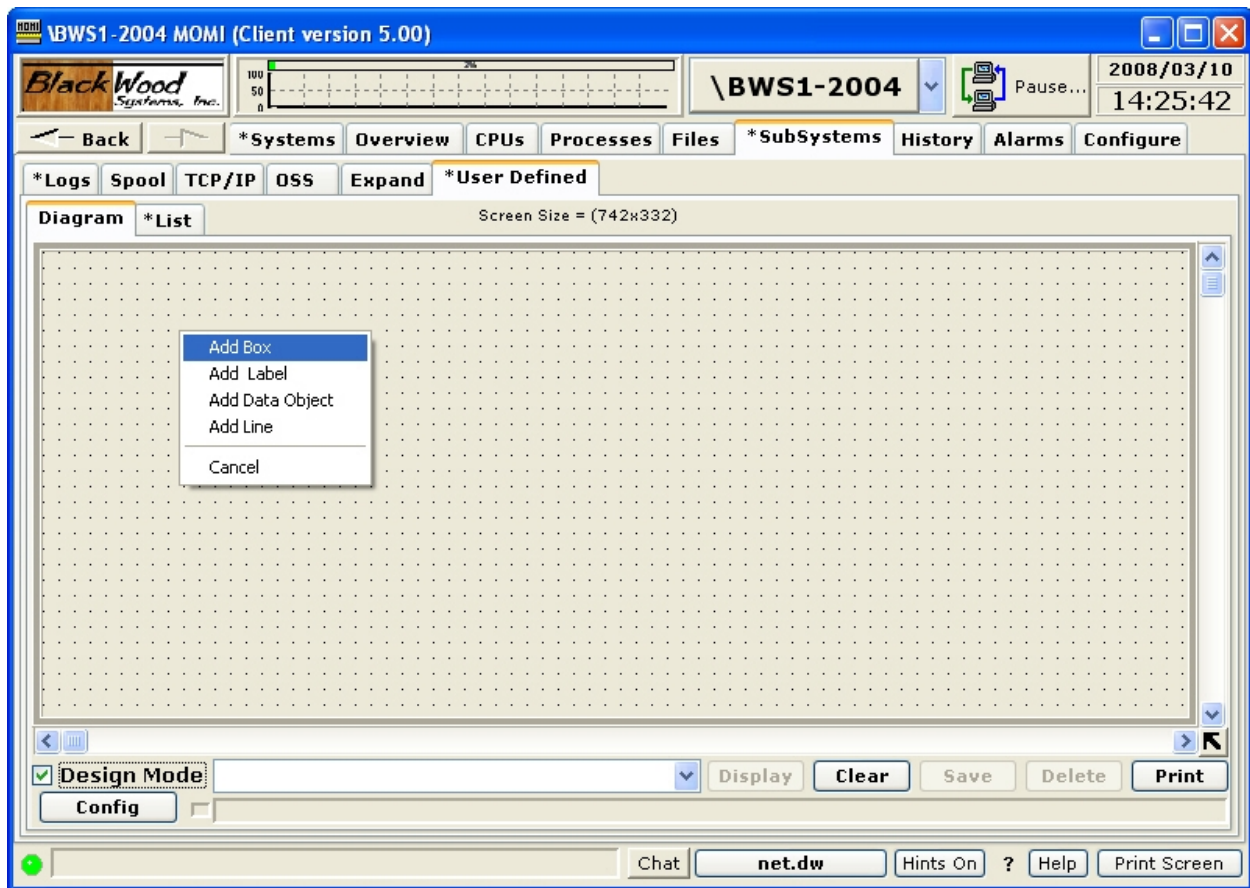 MOMI \BWS1-2004 MOMI (Client version 5.00)
BlackWood
Systems, Inc.
100
50
0
2%
\BWS1-2004
Pause...
2008/03/10
14:25:42
Back *Systems Overview CPUs Processes Files *SubSystems History Alarms Configure
*Logs Spool TCP/IP OSS Expand *User Defined
Diagram *List Screen Size = (742x332)
Add Box
Add Label
Add Data Object
Add Line
Cancel
Design Mode Display Clear Save Delete Print
Config
Chat net.dw Hints On ? Help Print Screen